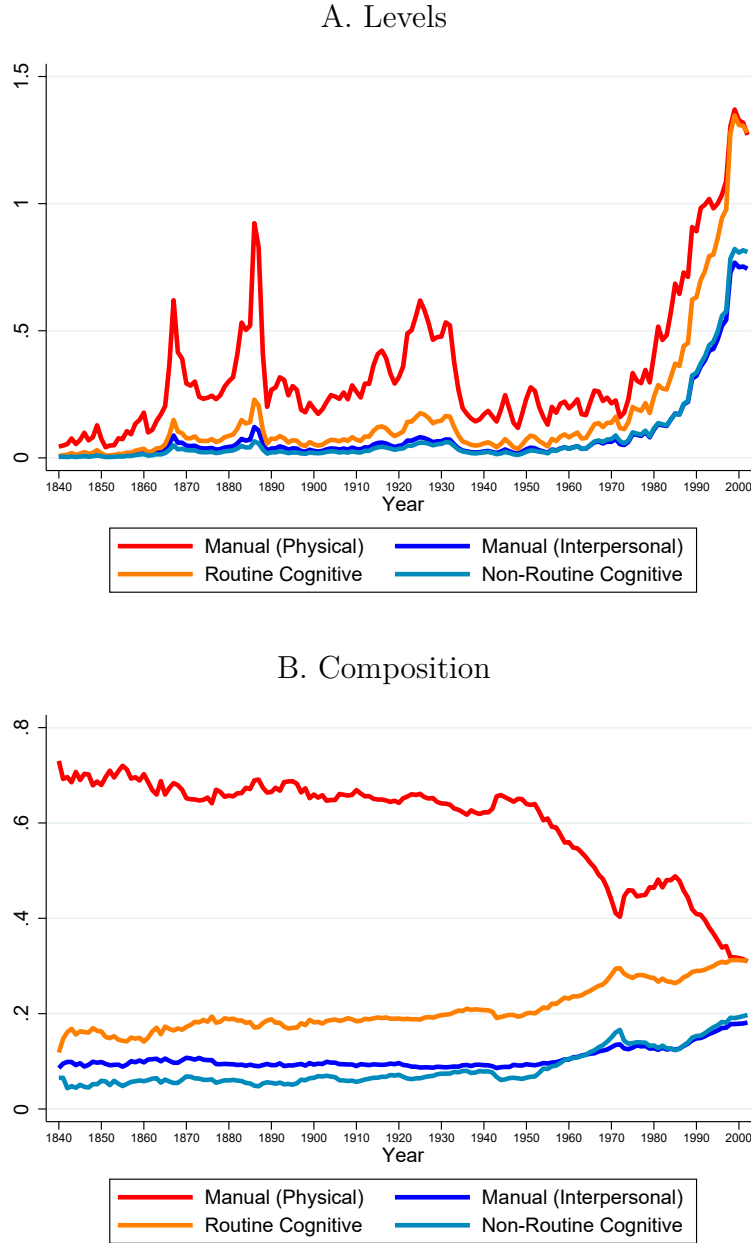 A. Levels
1.5
1
.5
0
1840 1850 1860 1870 1880 1890 1900 1910 1920 1930 1940 1950 1960 1970 1980 1990 2000
Year
Manual (Physical) Manual (Interpersonal)
Routine Cognitive Non-Routine Cognitive
B. Composition
.8
.6
.4
.2
0
1840 1850 1860 1870 1880 1890 1900 1910 1920 1930 1940 1950 1960 1970 1980 1990 2000
Year
Manual (Physical) Manual (Interpersonal)
Routine Cognitive Non-Routine Cognitive